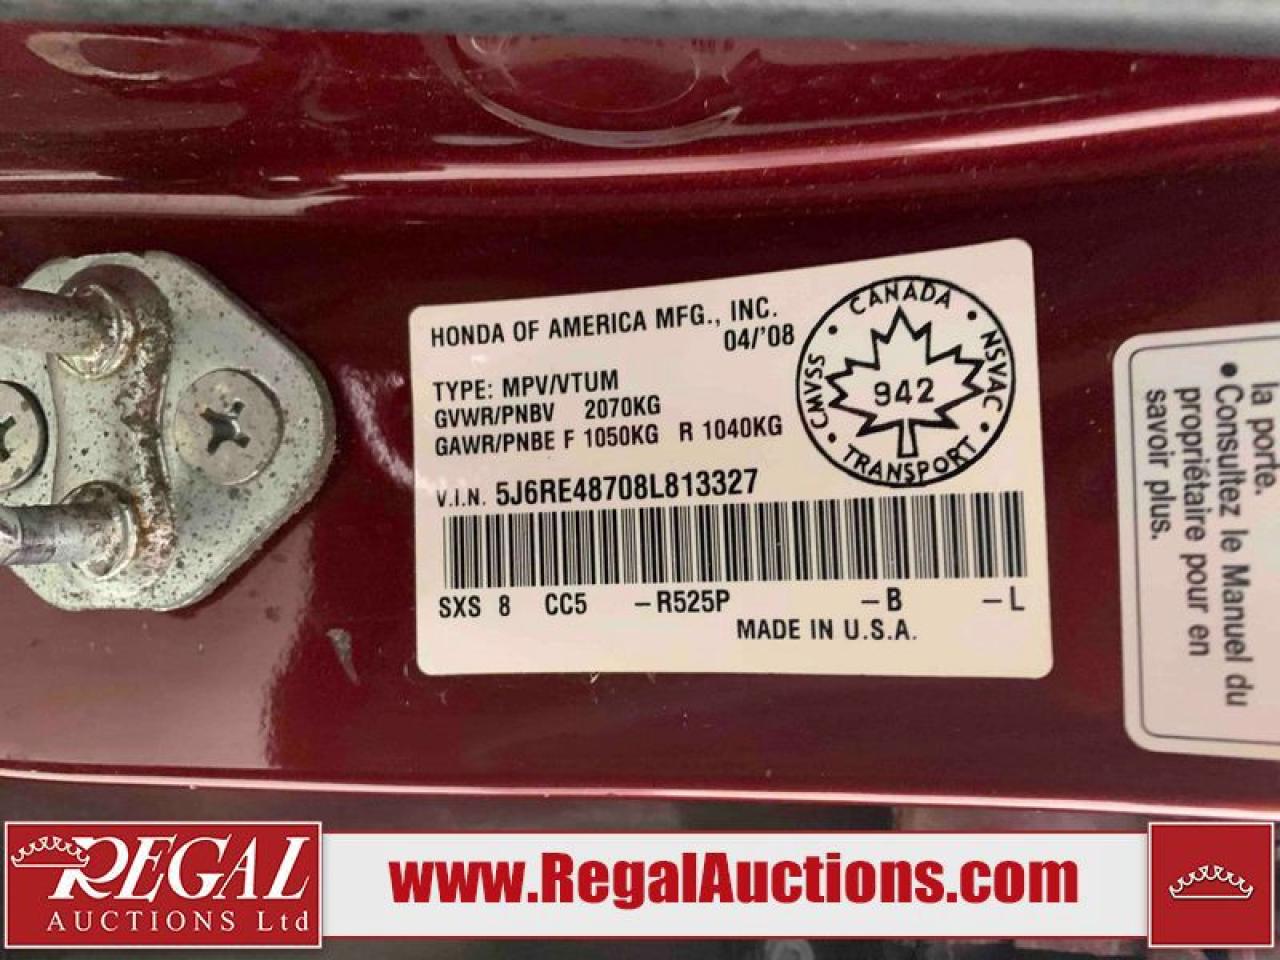 HONDA OF AMERICA MFG., INC.
04/'08
TYPE: MPV/VTUM
GVWR/PNBV 2070KG
GAWR/PNBE F 1050KG R 1040KG
V.I.N. 5J6RE48708L813327
SXS 8 CC5 -R525P -B -L
MADE IN U.S.A.
CANADA
• NSVAC •
TRANSPORT
• CMVSS •
942
la porte.
• Consultez le Manuel du
propriétaire pour en
savoir plus.
REGAL
AUCTIONS Ltd
www.RegalAuctions.com